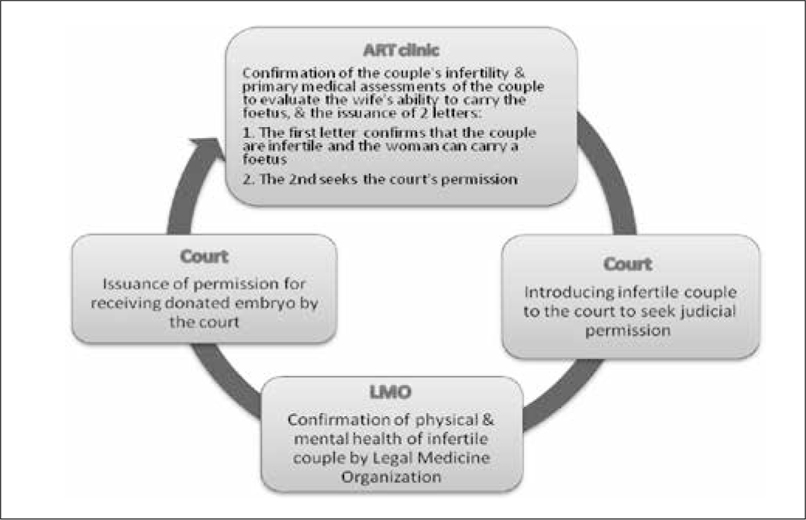 ART clinic
Confirmation of the couple's infertility &
primary medical assessments of the couple
to evaluate the wife's ability to carry the
foetus, & the issuance of 2 letters:
1. The first letter confirms that the couple
are infertile and the woman can carry a
foetus
2. The 2nd seeks the court's permission
Court
Introducing infertile couple
to the court to seek judicial
permission
LMO
Confirmation of physical &
mental health of infertile
couple by Legal Medicine
Organization
Court
Issuance of permission for
receiving donated embryo by
the court